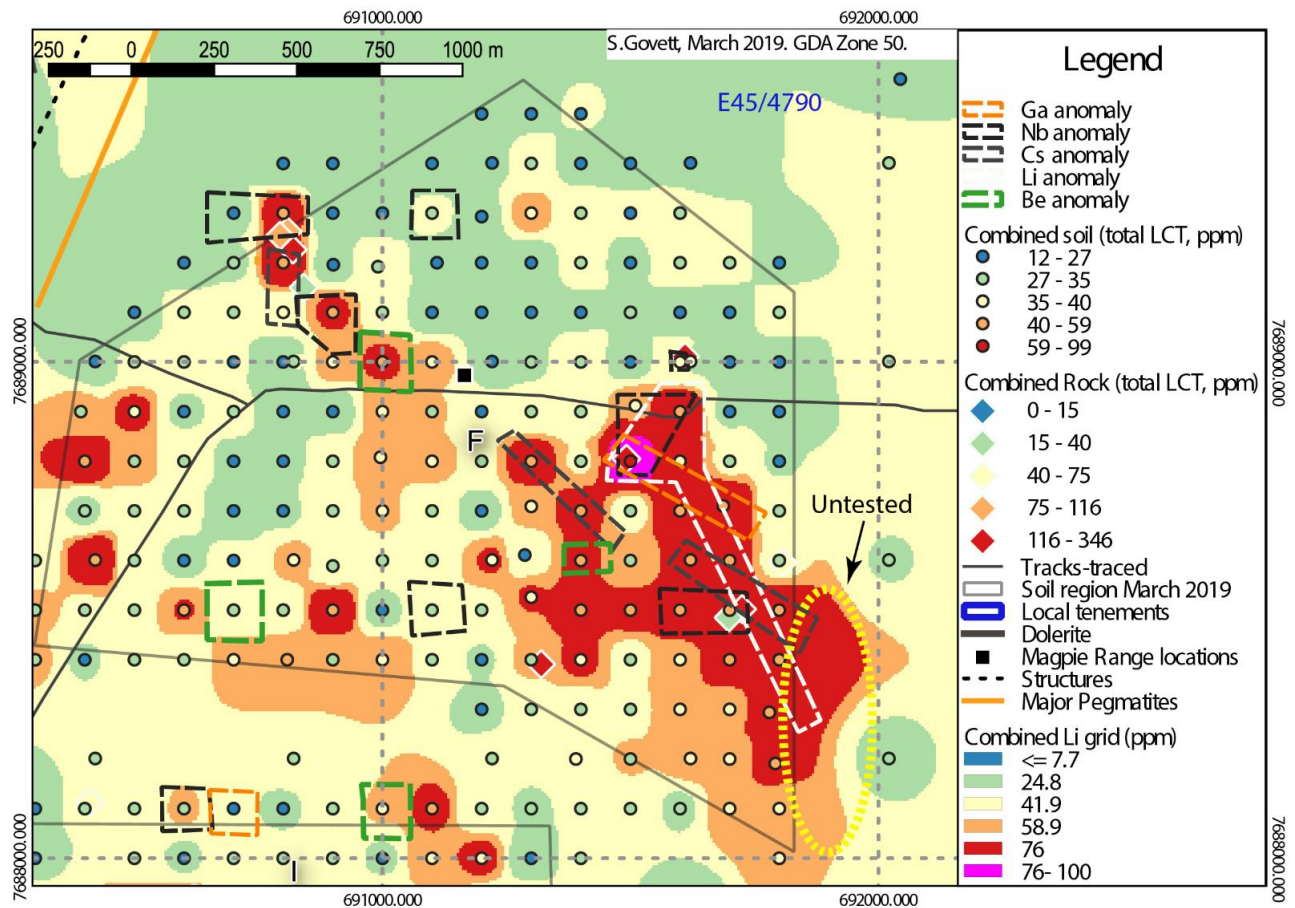 691000.000
692000.000
250 0 250 500 750 1000 m
S.Govett, March 2019. GDA Zone 50.
E45/4790
7689000.000
7689000.000
F
Untested
I
7688000.000
7688000.000
691000.000
692000.000
Legend
Ga anomaly
Nb anomaly
Cs anomaly
Li anomaly
Be anomaly
Combined soil (total LCT, ppm)
12 - 27
27 - 35
35 - 40
40 - 59
59 - 99
Combined Rock (total LCT, ppm)
0 - 15
15 - 40
40 - 75
75 - 116
116 - 346
Tracks-traced
Soil region March 2019
Local tenements
Dolerite
Magpie Range locations
Structures
Major Pegmatites
Combined Li grid (ppm)
<= 7.7
24.8
41.9
58.9
76
76- 100